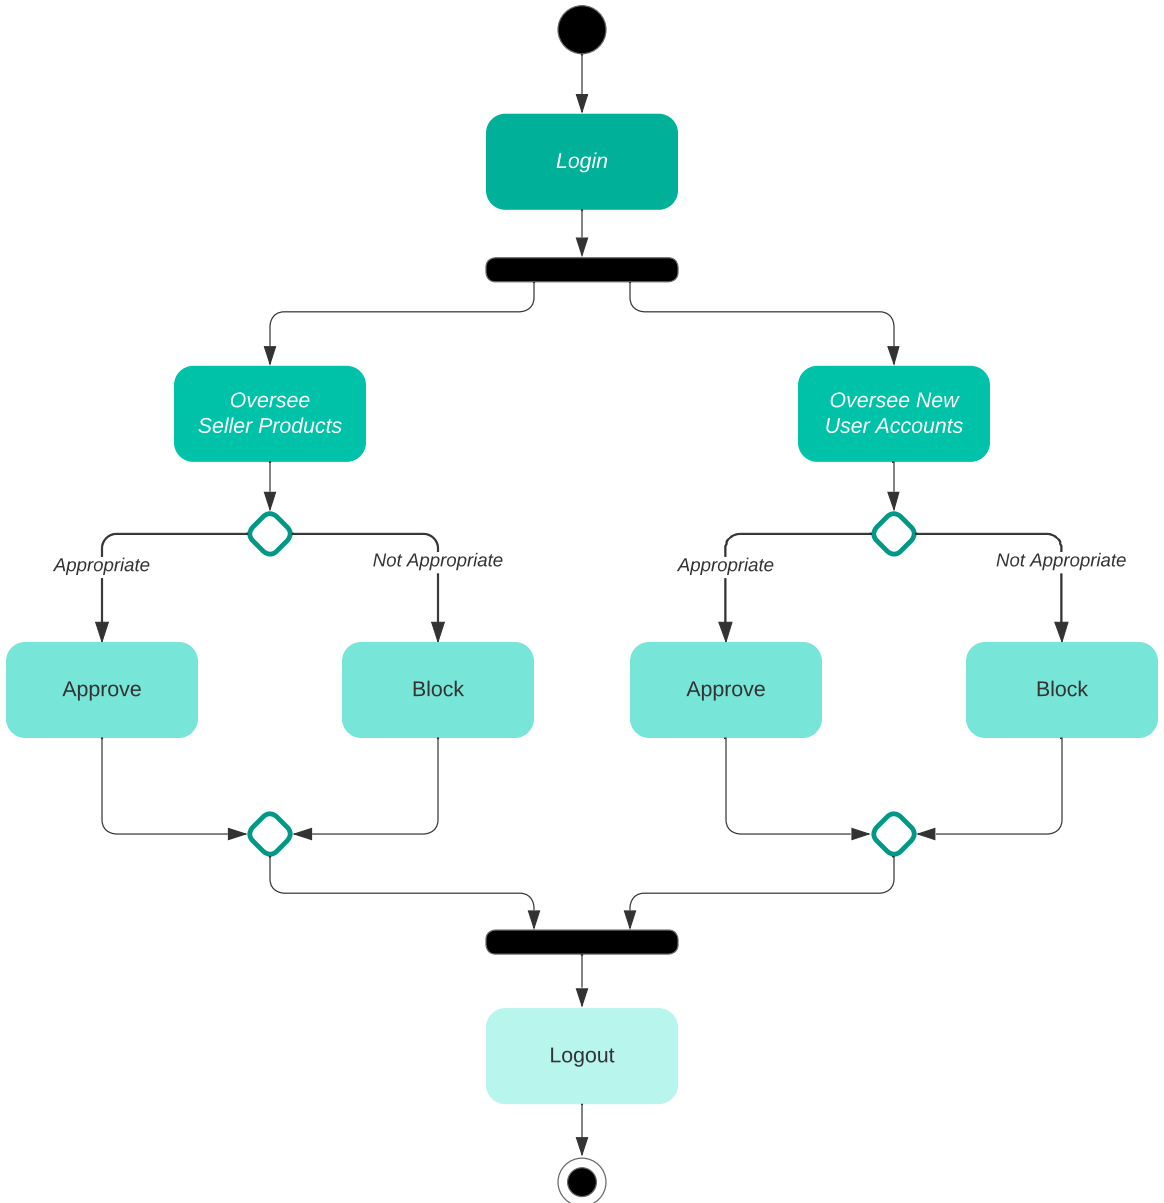 Login
Oversee
Seller Products
Oversee New
User Accounts
Appropriate
Not Appropriate
Appropriate
Not Appropriate
Approve
Block
Approve
Block
Logout